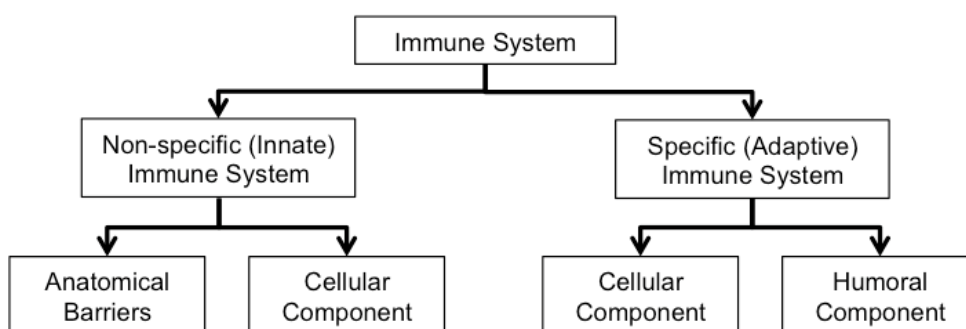 Immune System
Non-specific (Innate)
Immune System
Specific (Adaptive)
Immune System
Anatomical
Barriers
Cellular
Component
Cellular
Component
Humoral
Component